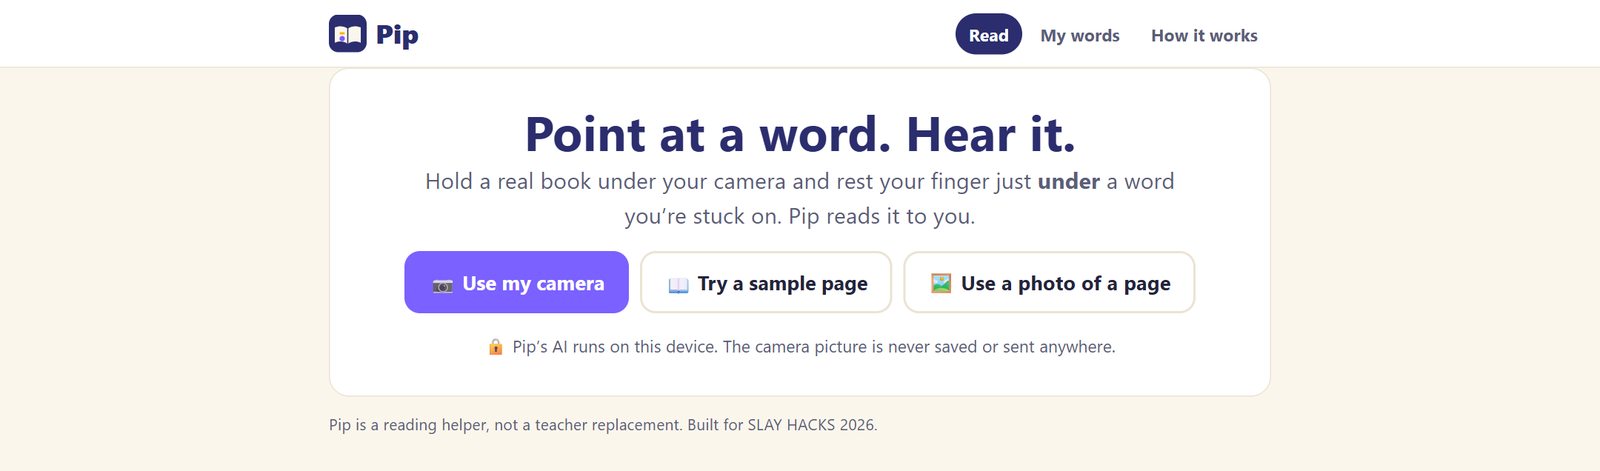 Pip
Read
My words
How it works
Point at a word. Hear it.
Hold a real book under your camera and rest your finger just under a word
you’re stuck on. Pip reads it to you.
Use my camera
Try a sample page
Use a photo of a page
Pip’s AI runs on this device. The camera picture is never saved or sent anywhere.
Pip is a reading helper, not a teacher replacement. Built for SLAY HACKS 2026.